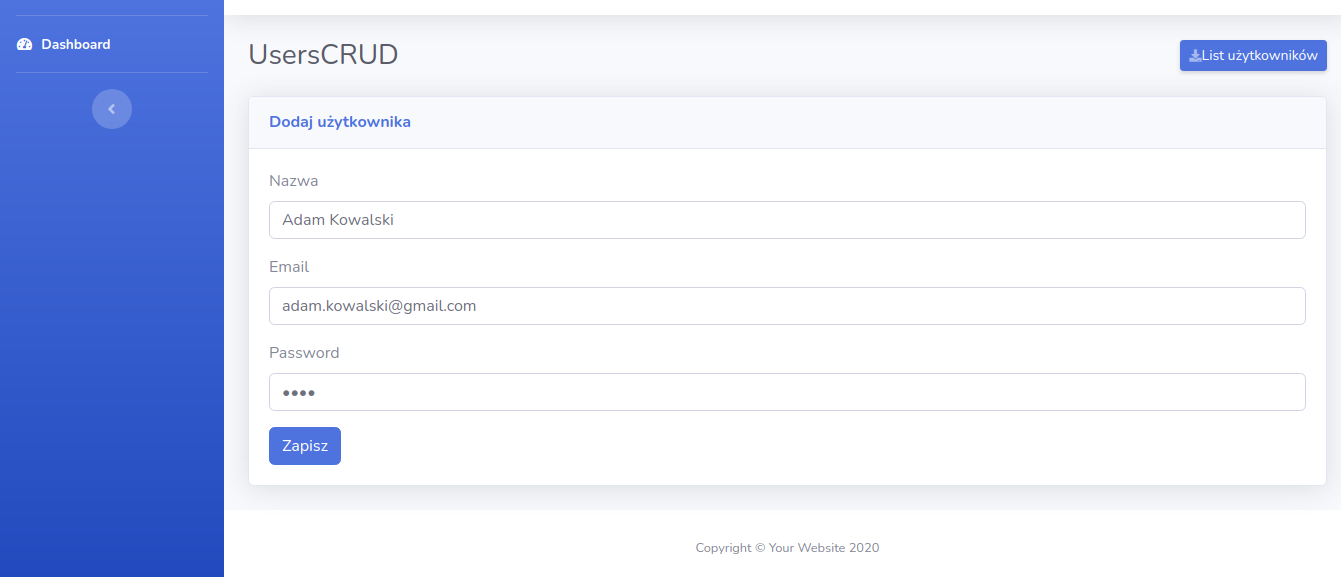 Dashboard
UsersCRUD
List użytkowników
Dodaj użytkownika
Nazwa
Adam Kowalski
Email
adam.kowalski@gmail.com
Password
••••
Zapisz
Copyright © Your Website 2020